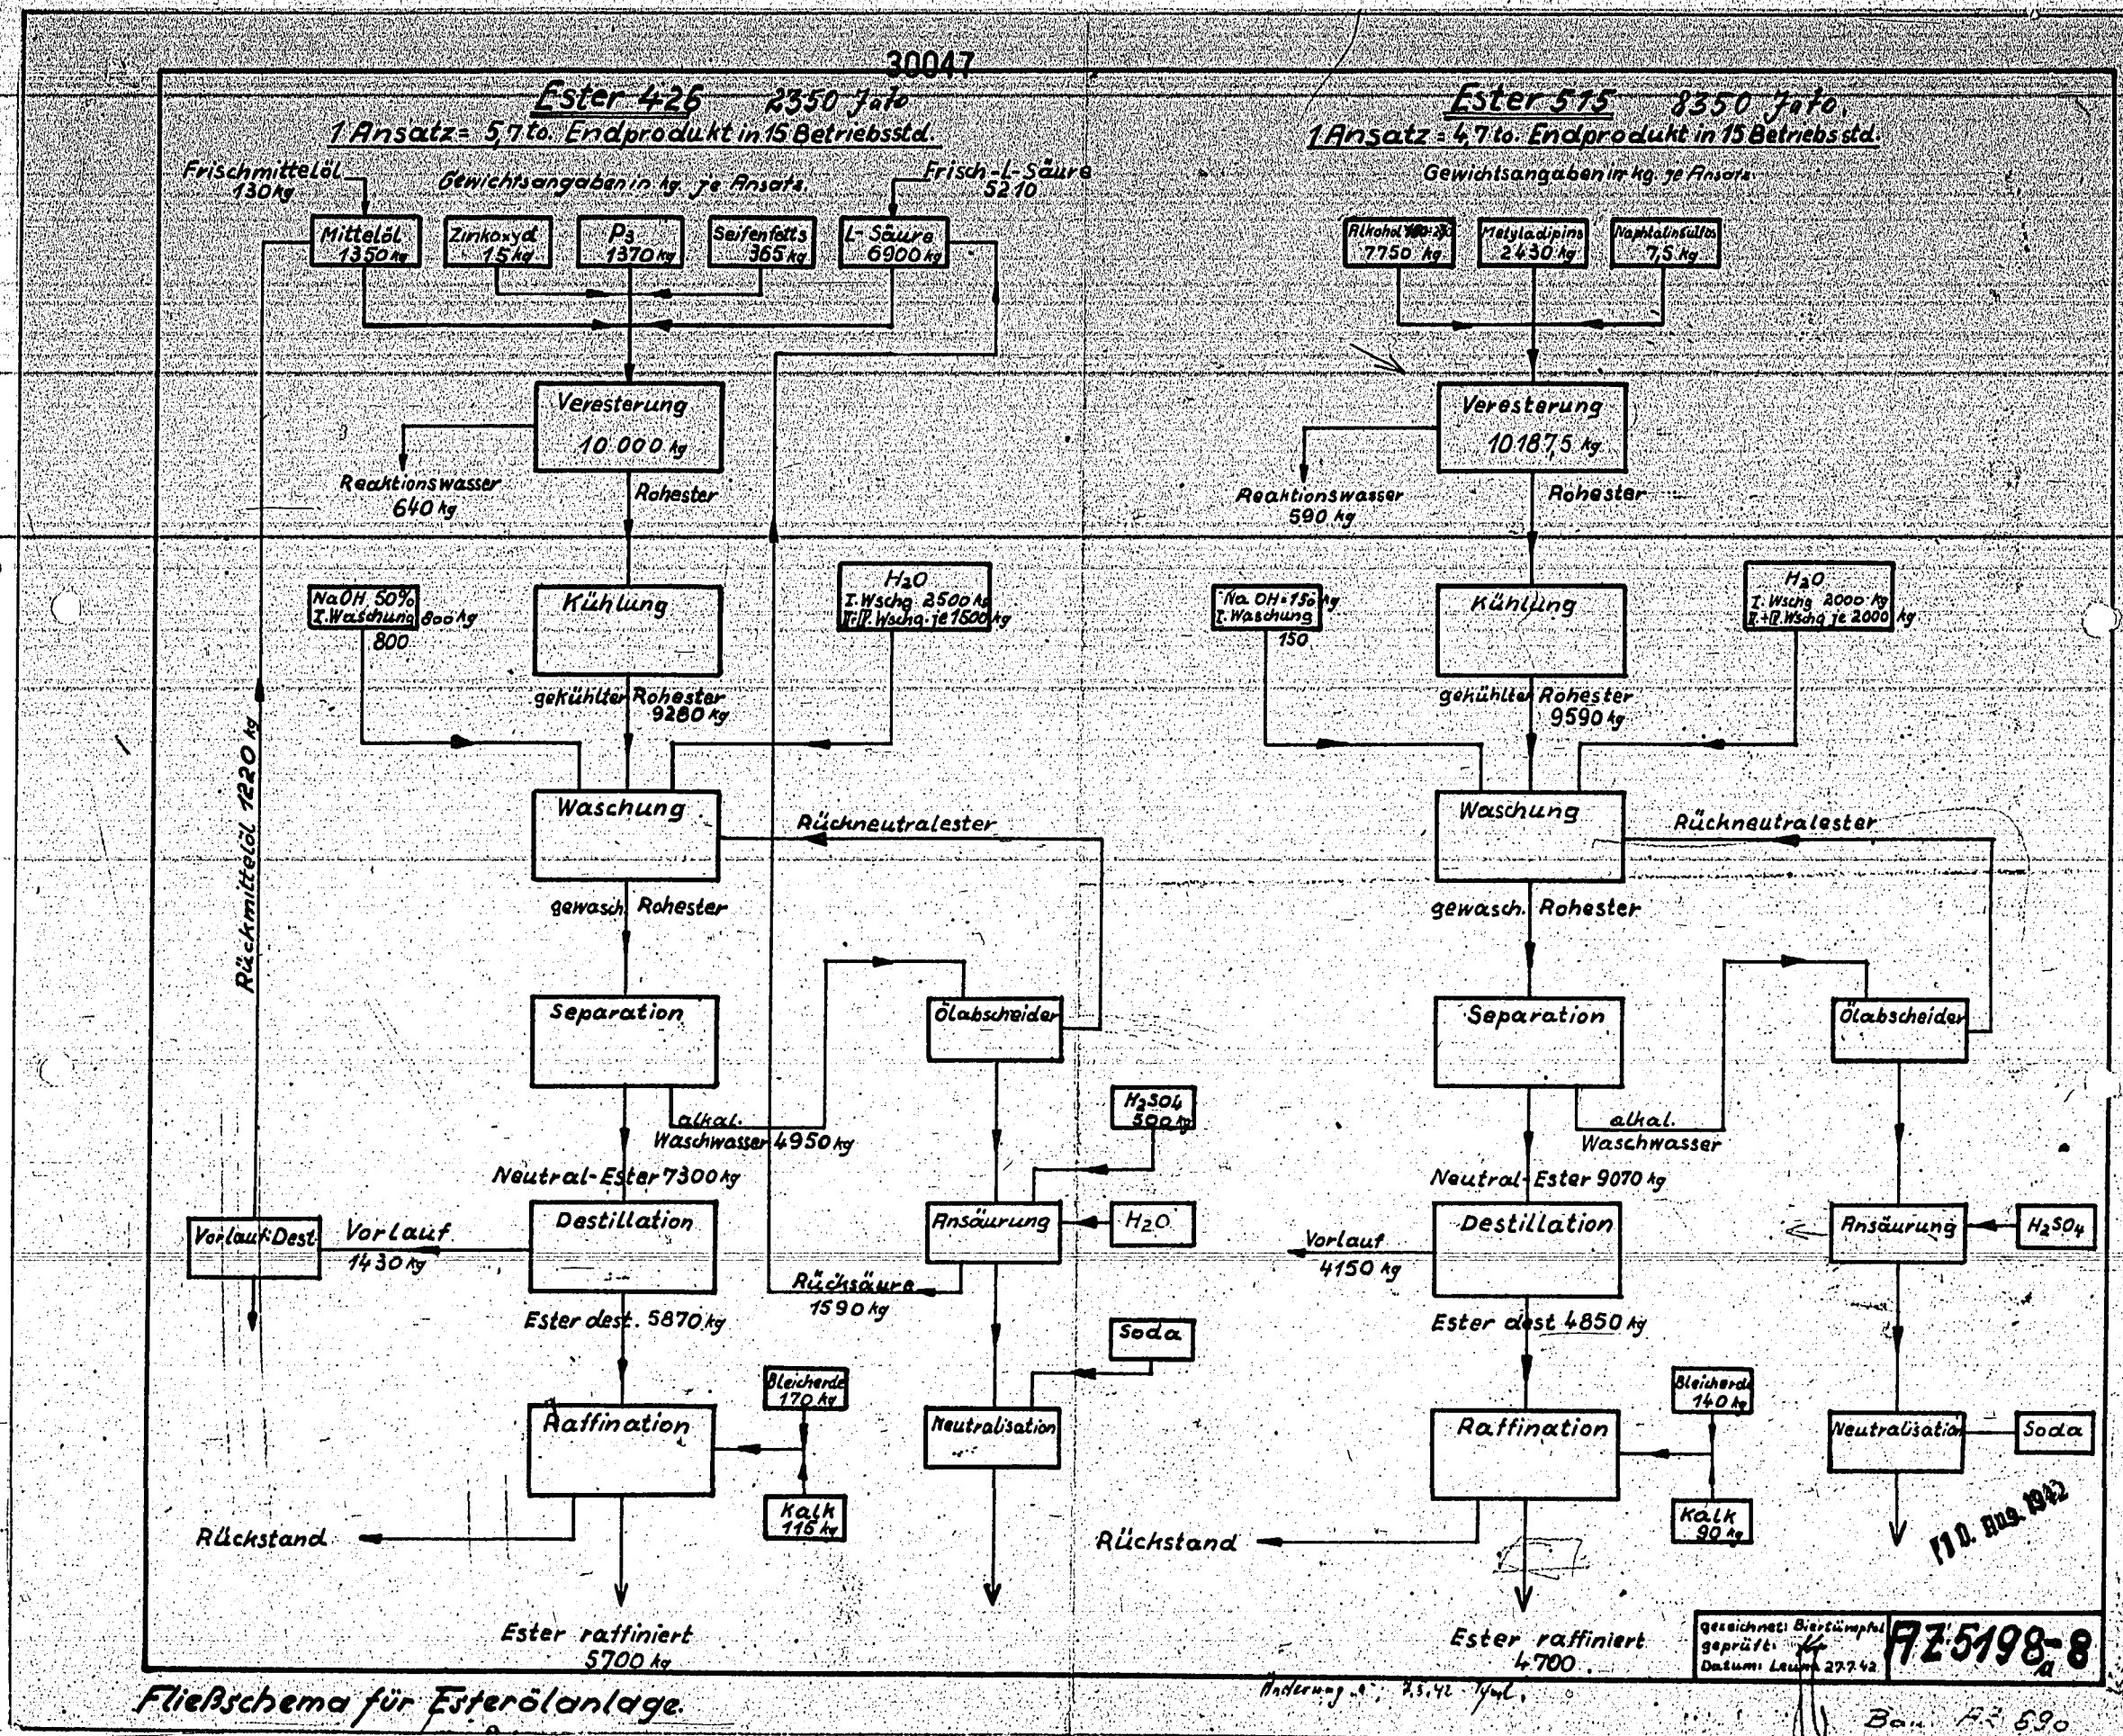 30047
Ester 426 2350 Jato
1 Ansatz = 5,7 to. Endprodukt in 15 Betriebsstd.
Gewichtsangaben in kg. je Ansatz.
Frischmittelöl
130 kg
Frisch-L-Säure
5210
Mittelöl
1350 kg
Zinkoxyd
15 kg
P3
1370 kg
Seifenfetts
365 kg
L-Säure
6900 kg
Veresterung
10 000 kg
Reaktionswasser
640 kg
Rohester
NaOH 50%
I. Waschung 800 kg
800
Kühlung
H2O
I. Wschg 2500 kg
II+III. Wschg. je 1500 kg
gekühlter Rohester
9280 kg
Rückmittelöl 1220 kg
Waschung
Rückneutralester
gewasch. Rohester
Separation
Ölabscheider
alkal.
Waschwasser 4950 kg
H2SO4
500 kg
Neutral-Ester 7300 kg
Vorlauf-Dest.
Vorlauf
1430 kg
Destillation
Ansäurung
H2O
Rücksäure
1590 kg
Ester dest. 5870 kg
Soda
Bleicherde
170 kg
Raffination
Neutralisation
Kalk
115 kg
Rückstand
Ester raffiniert
5700 kg
Ester 515 8350 Jato.
1 Ansatz = 4,7 to. Endprodukt in 15 Betriebsstd.
Gewichtsangaben in kg. je Ansatz.
Alkohol
7750 kg
Metyladipins
2430 kg
Naphtalinsulfos
7,5 kg
Veresterung
10187,5 kg
Reaktionswasser
590 kg
Rohester
Na OH = 150 kg
I. Waschung
150
Kühlung
H2O
I. Wschg 2000 kg
II.+III. Wschg je 2000 kg
gekühlter Rohester
9590 kg
Waschung
Rückneutralester
gewasch. Rohester
Separation
Ölabscheider
alkal.
Waschwasser
Neutral-Ester 9070 kg
Vorlauf
4150 kg
Destillation
Ansäurung
H2SO4
Ester dest 4850 kg
Bleicherde
140 kg
Raffination
Neutralisation
Soda
Kalk
90 kg
Rückstand
Ester raffiniert
4700
Aug. 1942
gezeichnet: Biertümpfel
geprüft:
Datum: Leuna 27.7.42
AZ 5198-8
a
Fließschema für Esterölanlage.
Änderung